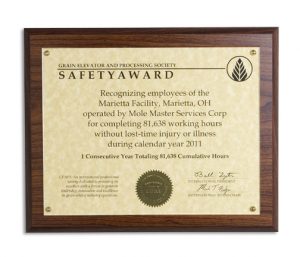 GRAIN ELEVATOR AND PROCESSING SOCIETY
SAFETY AWARD
Recognizing employees of the
Marietta Facility, Marietta, OH
operated by Mole Master Services Corp
for completing 81,638 working hours
without lost-time injury or illness
during calendar year 2011
1 Consecutive Year Totaling 81,638 Cumulative Hours